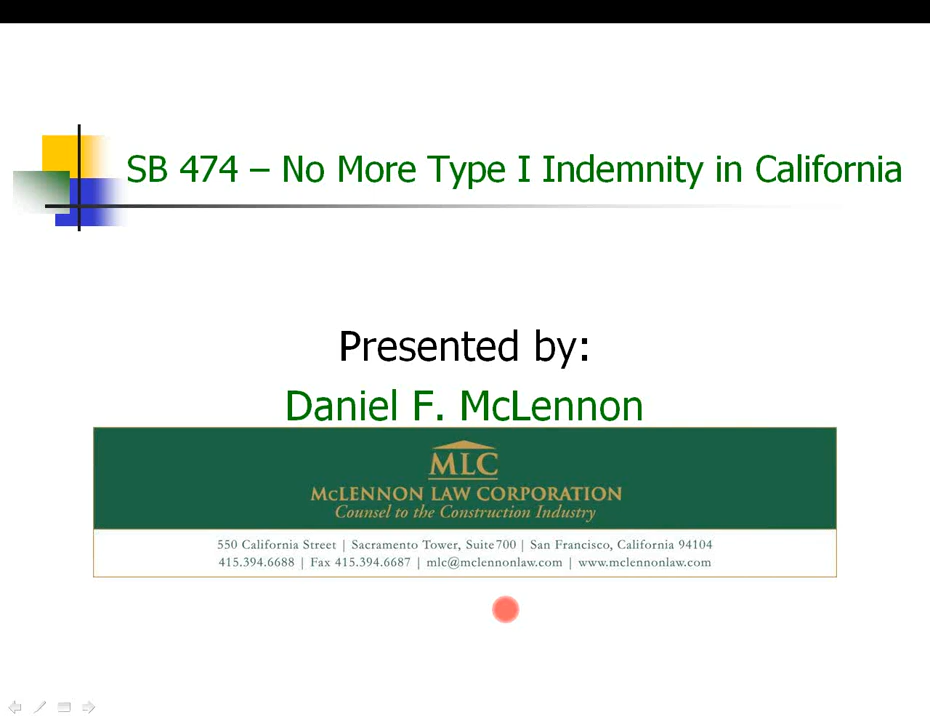 SB 474 – No More Type I Indemnity in California
Presented by:
Daniel F. McLennon
MLC
McLENNON LAW CORPORATION
Counsel to the Construction Industry
550 California Street | Sacramento Tower, Suite 700 | San Francisco, California 94104
415.394.6688 | Fax 415.394.6687 | mlc@mclennonlaw.com | www.mclennonlaw.com